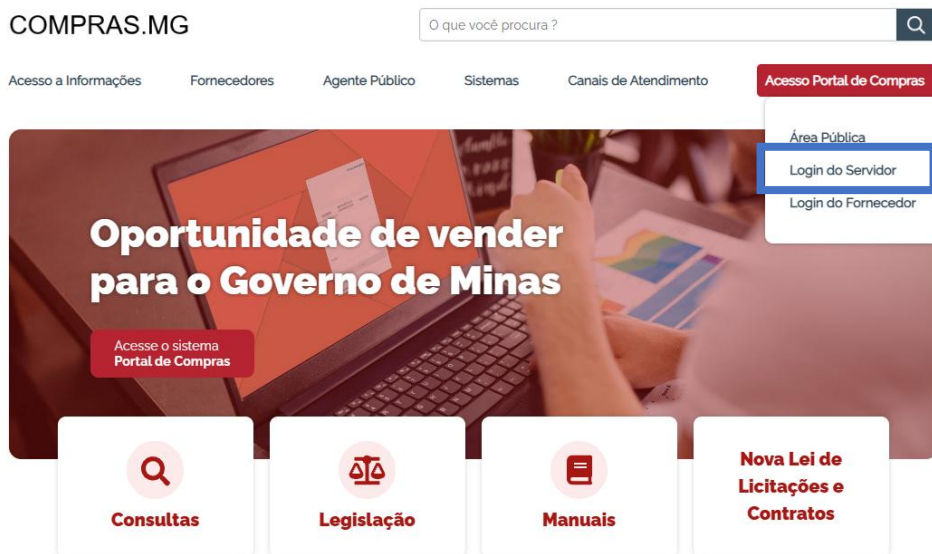 COMPRAS.MG
O que você procura ?
Acesso a Informações
Fornecedores
Agente Público
Sistemas
Canais de Atendimento
Acesso Portal de Compras
Área Pública
Login do Servidor
Login do Fornecedor
Oportunidade de vender
para o Governo de Minas
Acesse o sistema
Portal de Compras
Consultas
Legislação
Manuais
Nova Lei de
Licitações e
Contratos